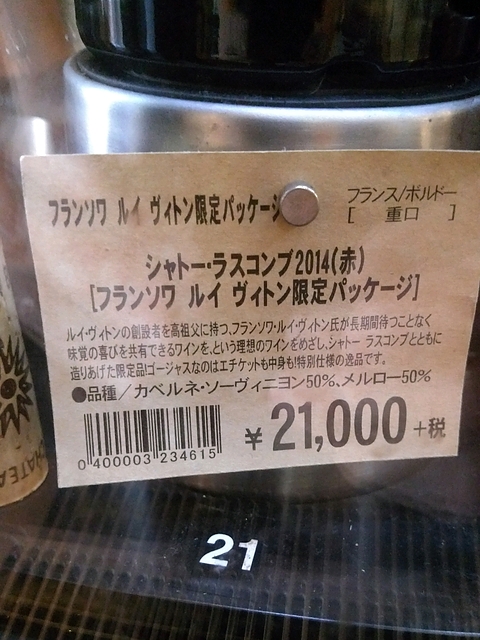 フランソワ ルイ ヴィトン限定パッケージ
フランス/ボルドー
[ 重口 ]
シャトー・ラスコンブ2014(赤)
[フランソワ ルイ ヴィトン限定パッケージ]
ルイ・ヴィトンの創設者を高祖父に持つ、フランソワ・ルイ・ヴィトン氏が長期間待つことなく
味覚の喜びを共有できるワインを、という理想のワインをめざし、シャトー ラスコンブとともに
造りあげた限定品!ゴージャスなのはエチケットも中身も!特別仕様の逸品です。
●品種/カベルネ・ソーヴィニヨン50%、メルロー50%
0 400003 234615
¥21,000+税
21